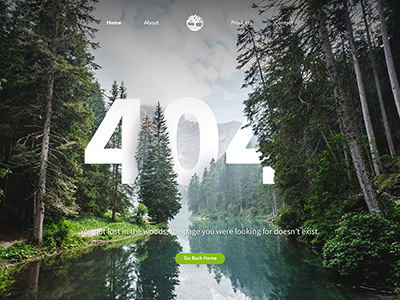 Home
About
Products
Contact
404
You got lost in the woods, the page you were looking for doesn't exist.
Go Back Home